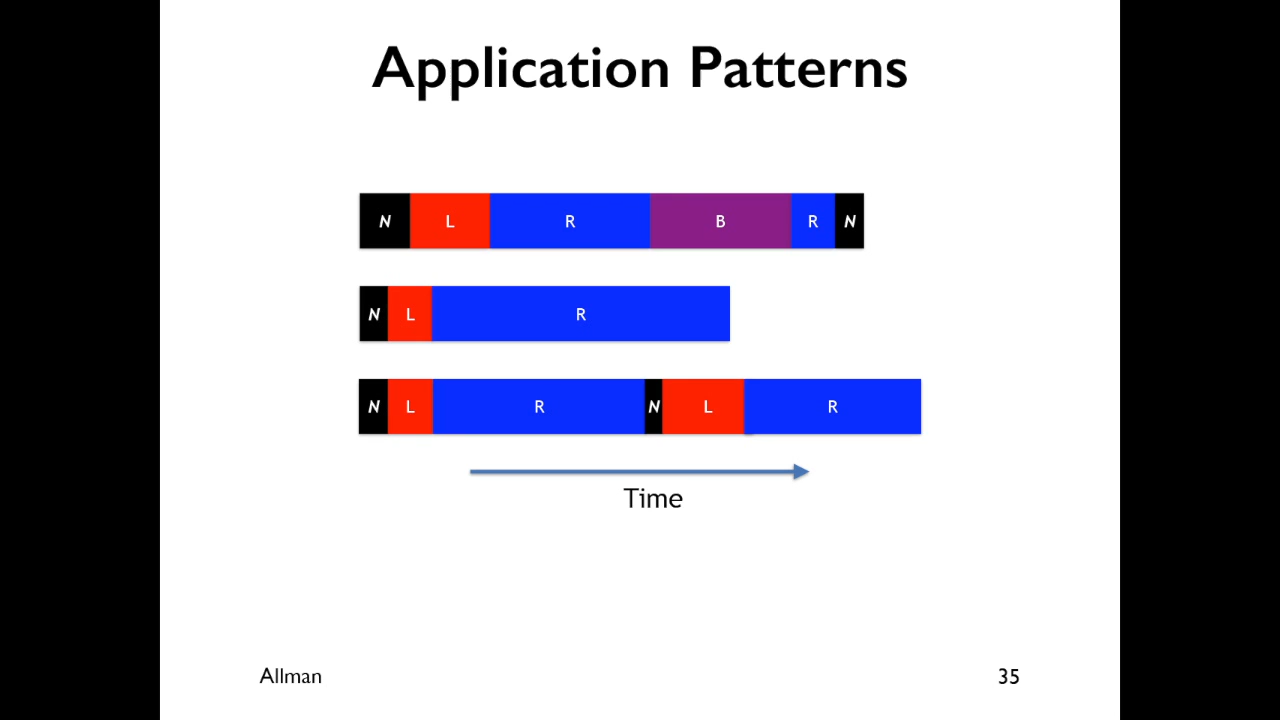 Application Patterns
N L R B R N
N L R
N L R N L R
Time
Allman 35